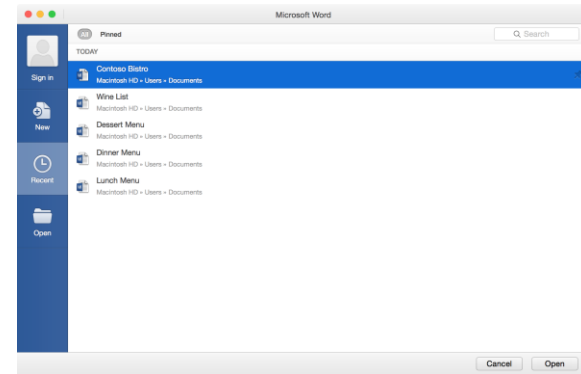 Microsoft Word
All Pinned
Search
TODAY
Sign in
Contoso Bistro
Macintosh HD » Users » Documents
Wine List
Macintosh HD » Users » Documents
New
Dessert Menu
Macintosh HD » Users » Documents
Dinner Menu
Macintosh HD » Users » Documents
Recent
Lunch Menu
Macintosh HD » Users » Documents
Open
Cancel Open